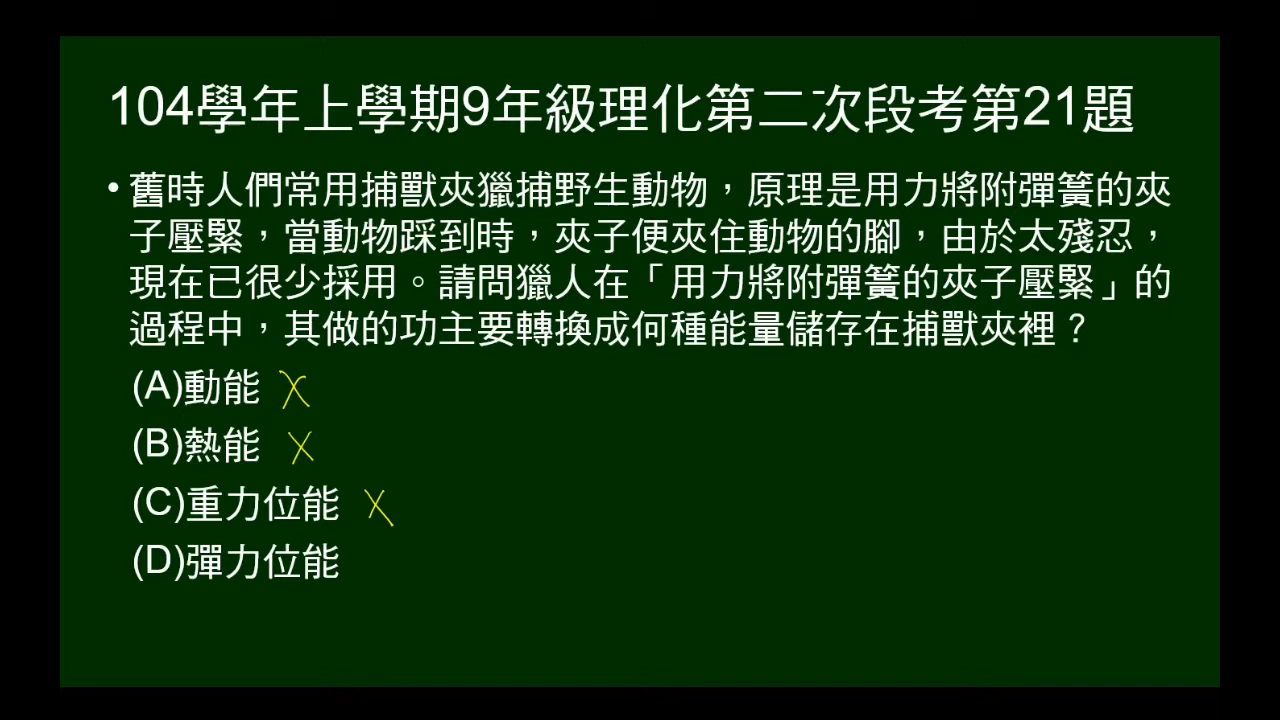 104學年上學期9年級理化第二次段考第21題
•舊時人們常用捕獸夾獵捕野生動物，原理是用力將附彈簧的夾
子壓緊，當動物踩到時，夾子便夾住動物的腳，由於太殘忍，
現在已很少採用。請問獵人在「用力將附彈簧的夾子壓緊」的
過程中，其做的功主要轉換成何種能量儲存在捕獸夾裡？
(A)動能 X
(B)熱能 X
(C)重力位能 X
(D)彈力位能